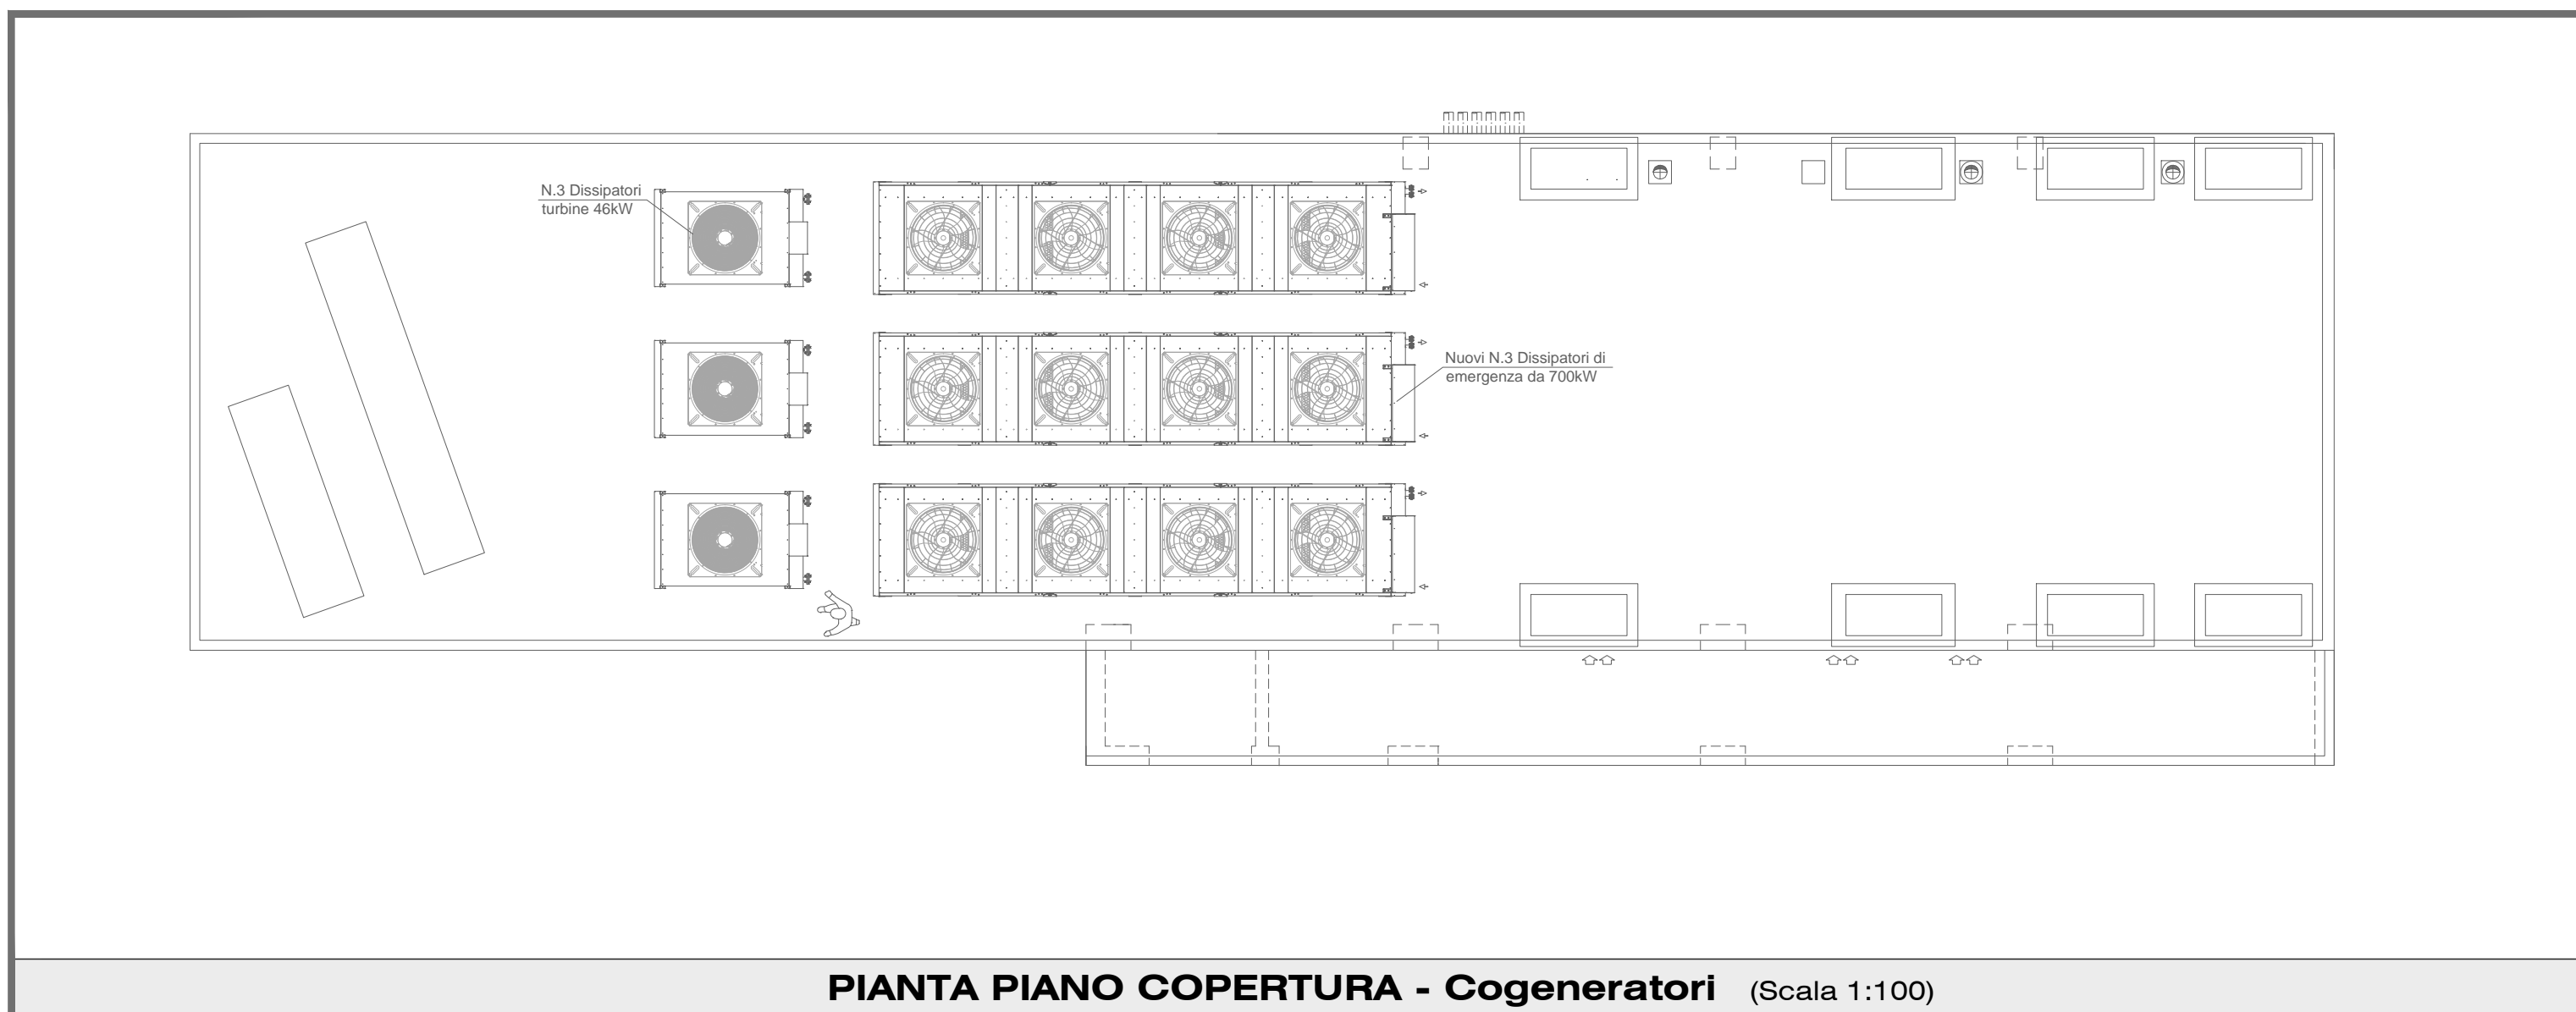 N.3 Dissipatori
turbine 46kW
Nuovi N.3 Dissipatori di
emergenza da 700kW
PIANTA PIANO COPERTURA - Cogeneratori (Scala 1:100)